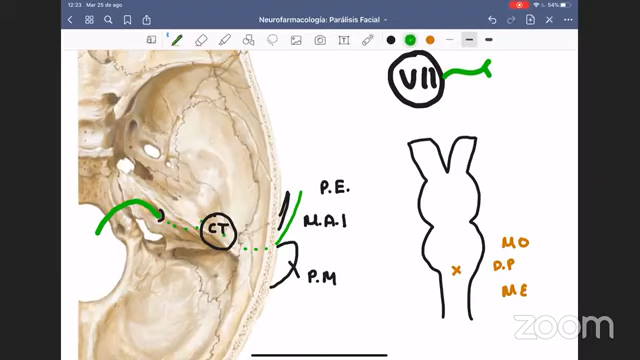 12:23 Mar 25 de ago
54%
Neurofarmacología: Parálisis Facial
VII
CT
P.E.
M.A.I
P.M
MO
D.P
ME
zoom